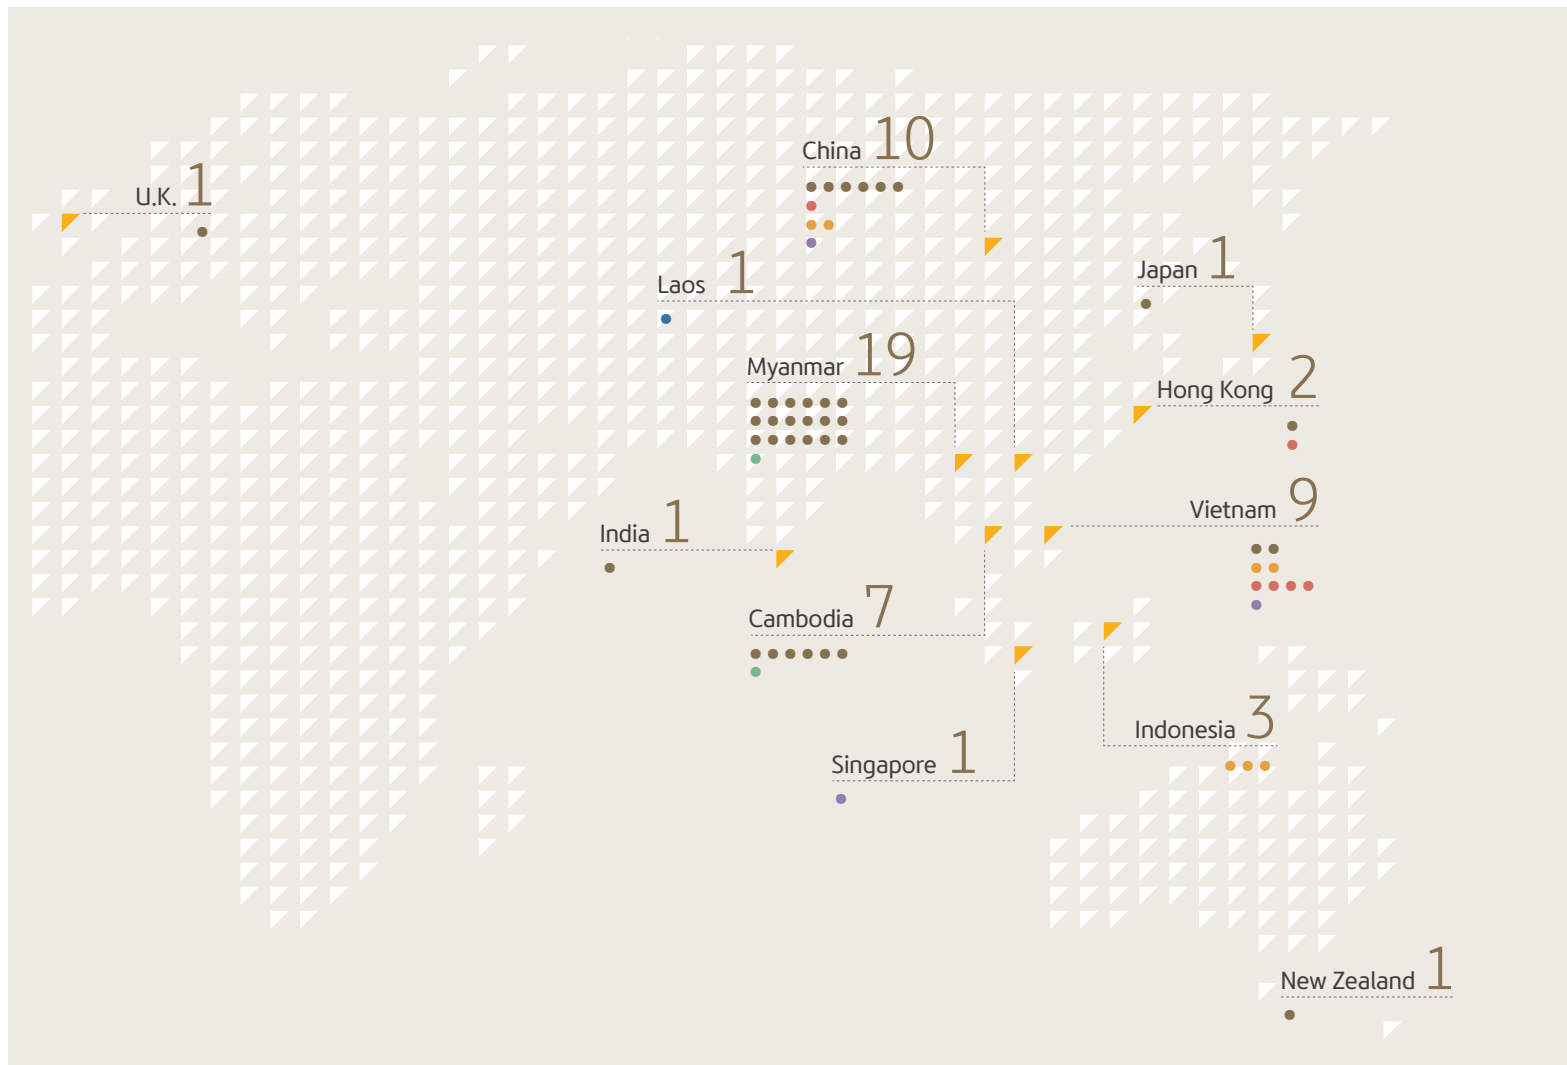 China 10
U.K. 1
Japan 1
Laos 1
Myanmar 19
Hong Kong 2
Vietnam 9
India 1
Cambodia 7
Indonesia 3
Singapore 1
New Zealand 1